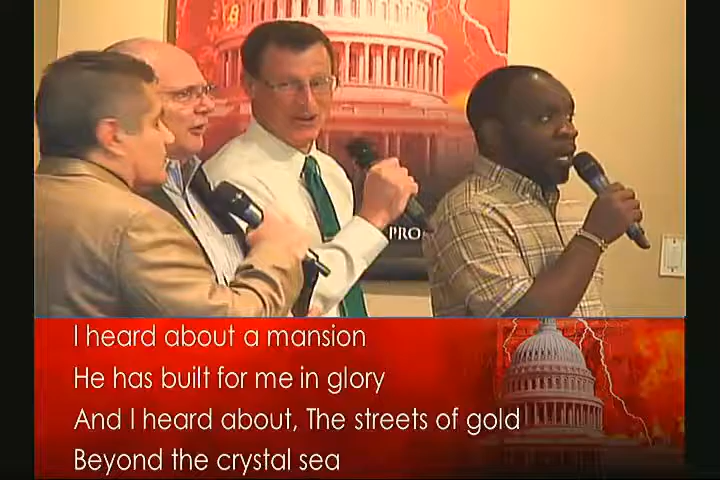 PRO
I heard about a mansion
He has built for me in glory
And I heard about, The streets of gold
Beyond the crystal sea